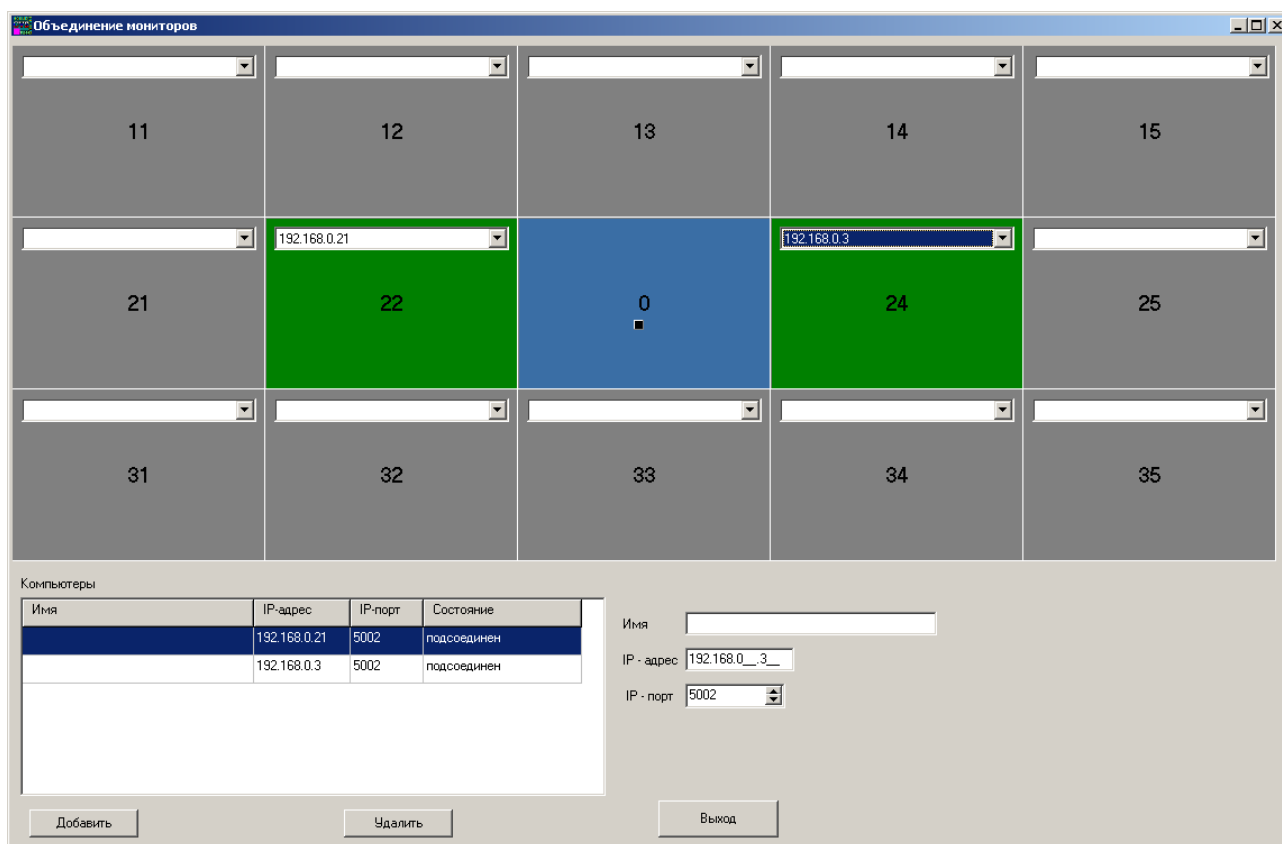 Объединение мониторов
11 12 13 14 15
192.168.0.21 192.168.0.3
21 22 0 24 25
31 32 33 34 35
Компьютеры
Имя IP-адрес IP-порт Состояние
192.168.0.21 5002 подсоединен
192.168.0.3 5002 подсоединен
Имя
IP - адрес 192.168.0__.3__
IP - порт 5002
Добавить Удалить Выход